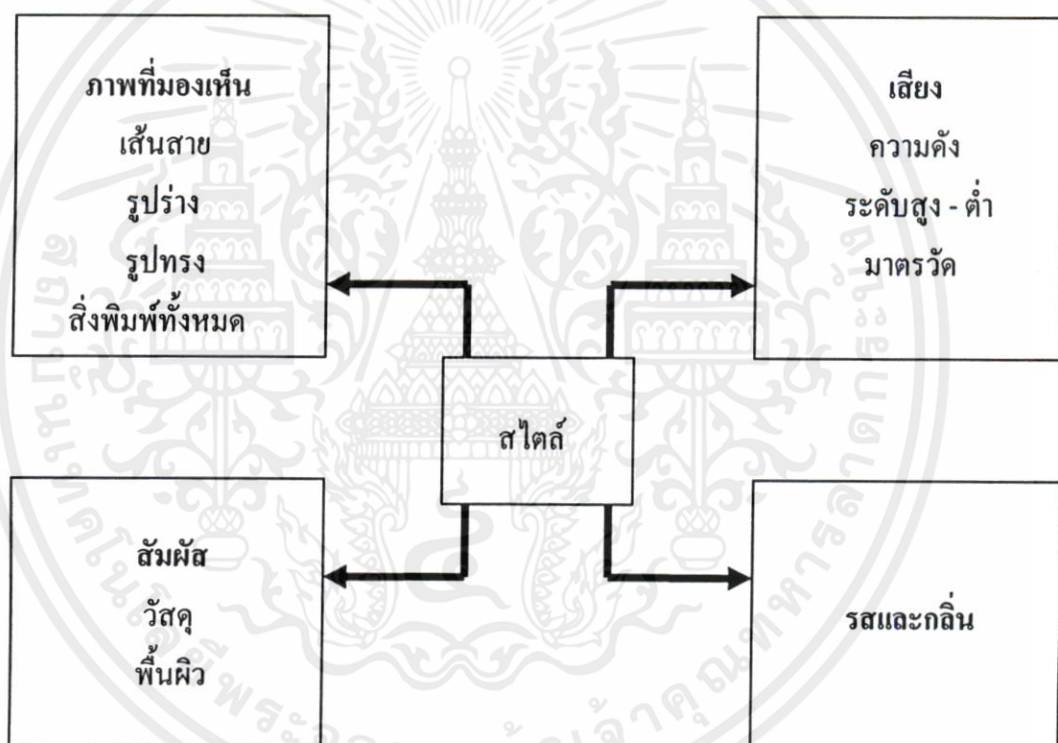 ภาพที่มองเห็น
เส้นสาย
รูปร่าง
รูปทรง
สิ่งพิมพ์ทั้งหมด
เสียง
ความดัง
ระดับสูง - ต่ำ
มาตรวัด
สไตล์
สัมผัส
วัสดุ
พื้นผิว
รสและกลิ่น